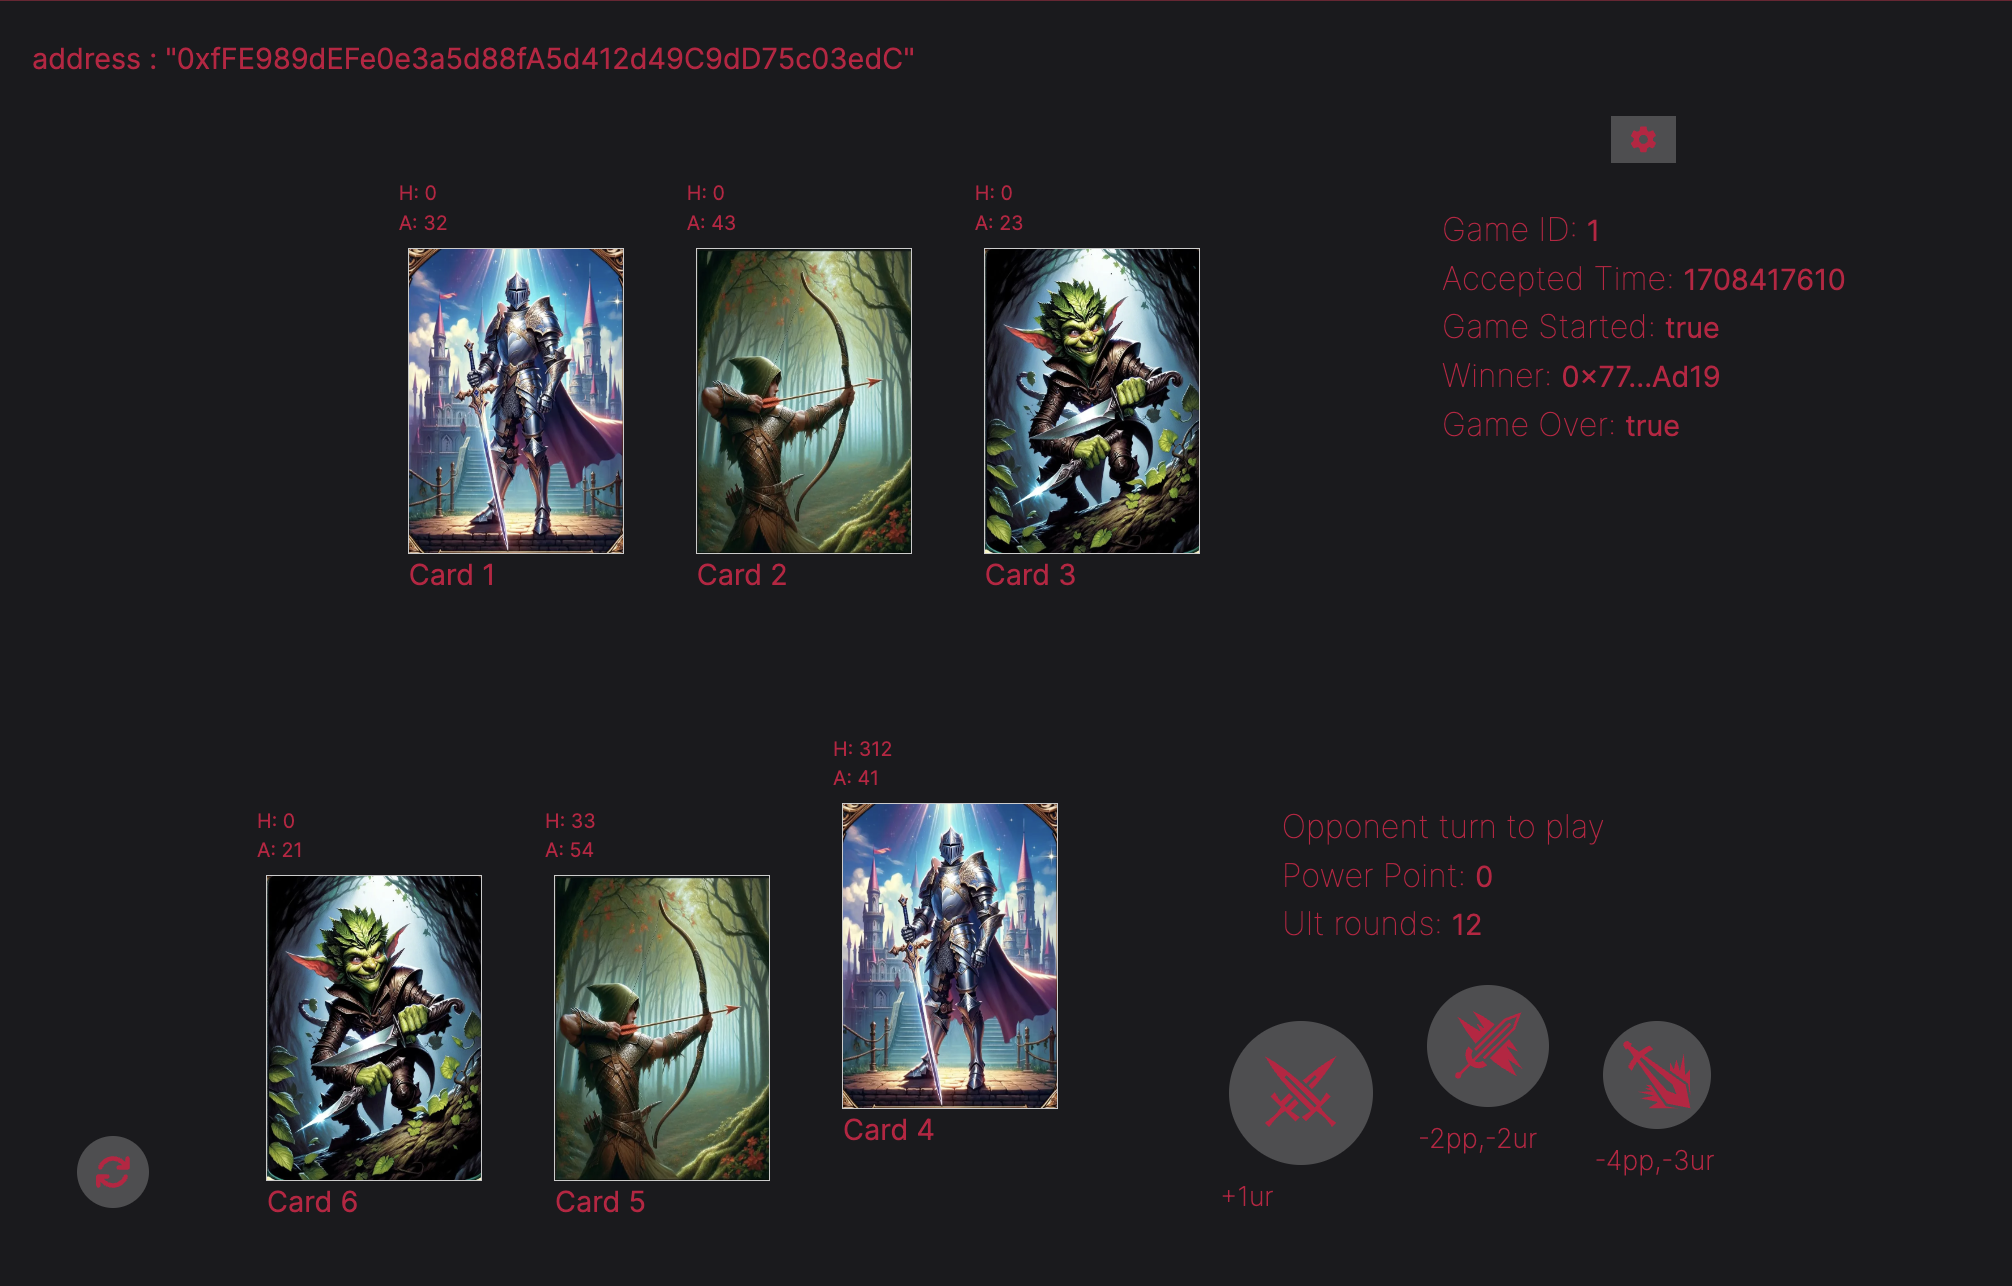 address : "0xfFE989dEFe0e3a5d88fA5d412d49C9dD75c03edC"
H: 0
A: 32
H: 0
A: 43
H: 0
A: 23
Card 1
Card 2
Card 3
Game ID: 1
Accepted Time: 1708417610
Game Started: true
Winner: 0x77...Ad19
Game Over: true
H: 0
A: 21
H: 33
A: 54
H: 312
A: 41
Card 6
Card 5
Card 4
Opponent turn to play
Power Point: 0
Ult rounds: 12
+1ur
-2pp,-2ur
-4pp,-3ur